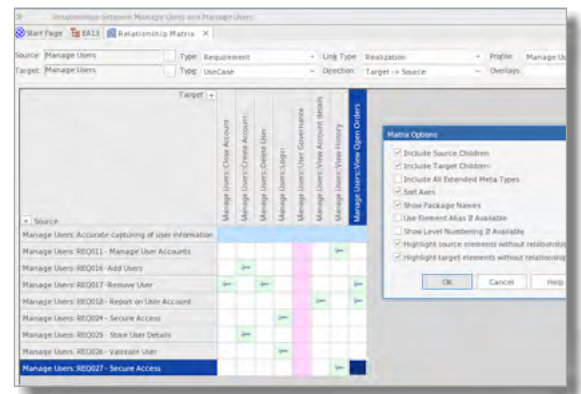 Relationships between Manage Users and Manage Users
Start Page EA13 Relationship Matrix ×
Source: Manage Users ... Type: Requirement Link Type: Realization Profile: Manage Us
Target: Manage Users ... Type: UseCase Direction: Target -> Source Overlays:
Target +
Manage Users::Close Account
Manage Users::Create Account
Manage Users::Delete User
Manage Users::Login
Manage Users::User Governance
Manage Users::View Account details
Manage Users::View History
Manage Users::View Open Orders
+ Source
Manage Users::Accurate capturing of user information
Manage Users::REQ011 - Manage User Accounts
Manage Users::REQ016 -Add Users
Manage Users::REQ017 -Remove User
Manage Users::REQ018 - Report on User Account
Manage Users::REQ024 - Secure Access
Manage Users::REQ025 - Store User Details
Manage Users::REQ026 - Validate User
Manage Users::REQ027 - Secure Access
Matrix Options
Include Source Children
Include Target Children
Include All Extended Meta Types
Sort Axes
Show Package Names
Use Element Alias If Available
Show Level Numbering If Available
Highlight source elements without relationship
Highlight target elements without relationship
OK Cancel Help